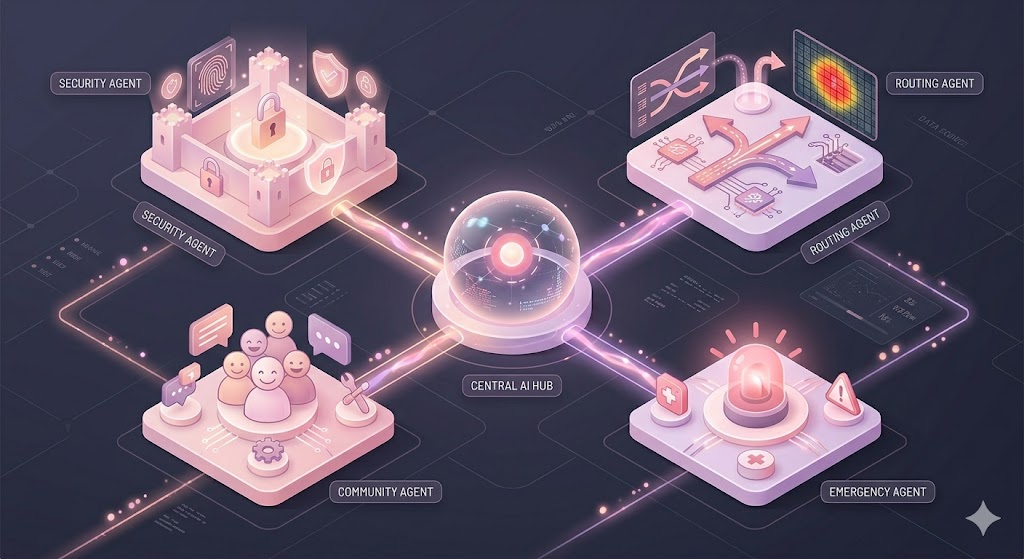 SECURITY AGENT
ROUTING AGENT
SECURITY AGENT
ROUTING AGENT
CENTRAL AI HUB
COMMUNITY AGENT
EMERGENCY AGENT